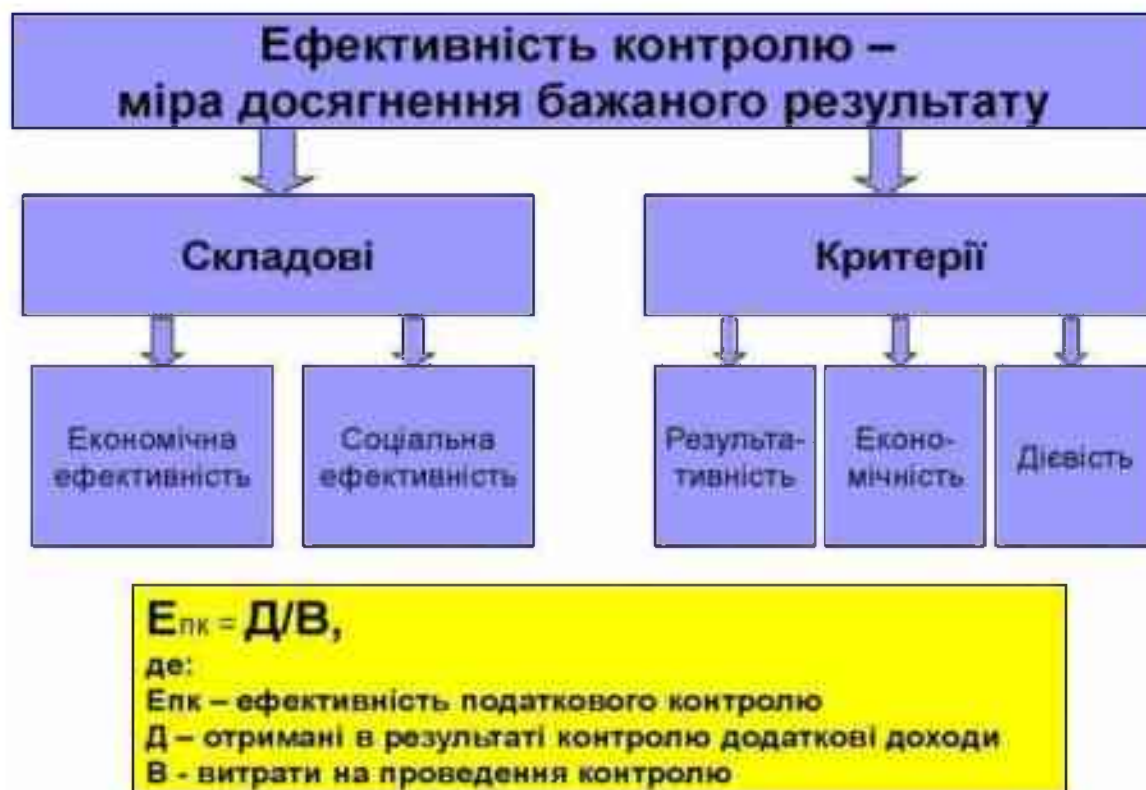 Ефективність контролю –
міра досягнення бажаного результату
Складові
Критерії
Економічна
ефективність
Соціальна
ефективність
Результа-
тивність
Еконо-
мічність
Дієвість
Епк = Д/В,
де:
Епк – ефективність податкового контролю
Д – отримані в результаті контролю додаткові доходи
В - витрати на проведення контролю